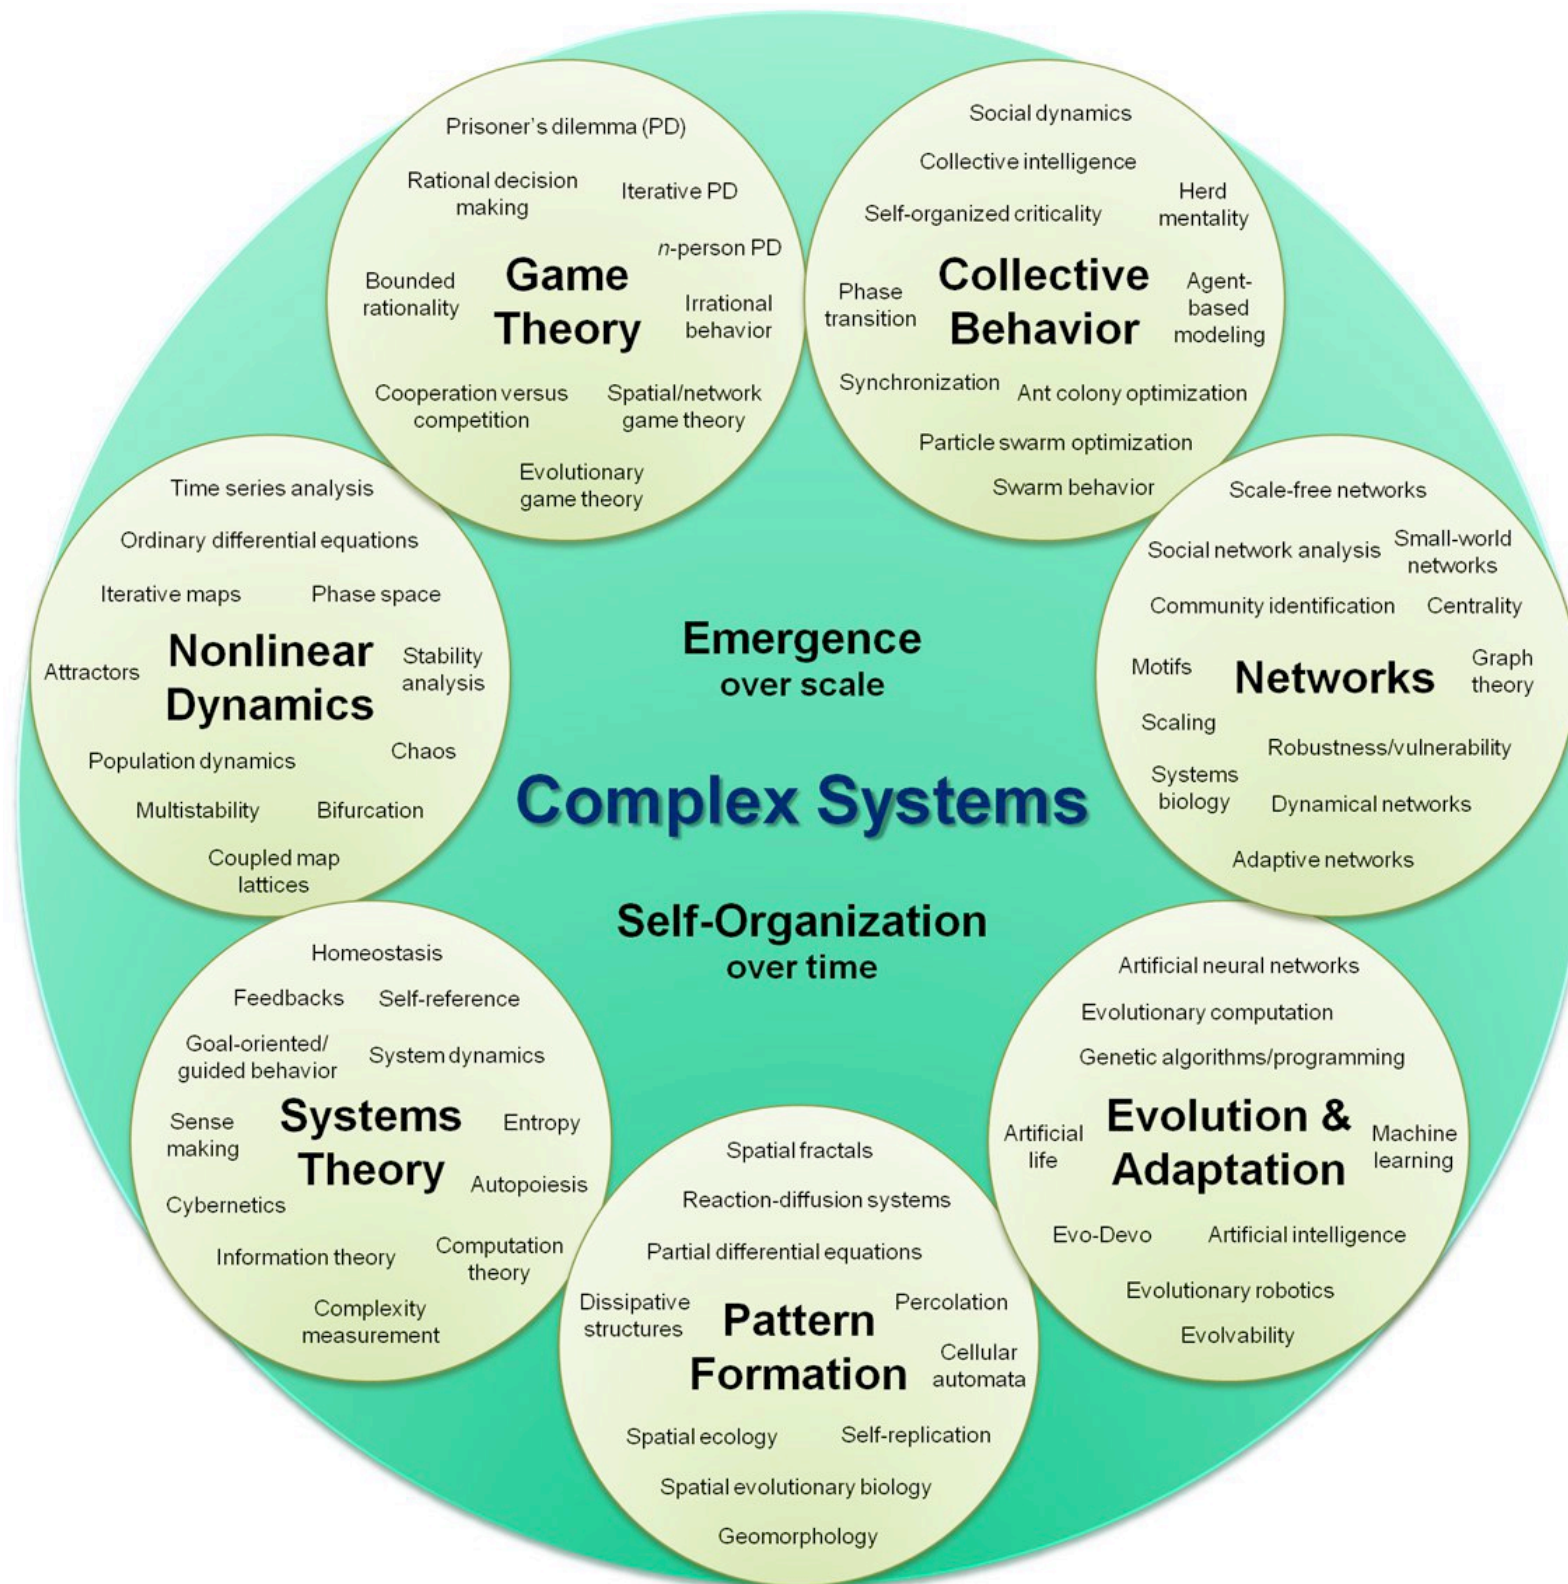 Prisoner's dilemma (PD)
Rational decision
making
Iterative PD
n-person PD
Bounded
rationality
Game
Theory
Irrational
behavior
Cooperation versus
competition
Spatial/network
game theory
Evolutionary
game theory
Social dynamics
Collective intelligence
Herd
mentality
Self-organized criticality
Phase
transition
Collective
Behavior
Agent-
based
modeling
Synchronization
Ant colony optimization
Particle swarm optimization
Swarm behavior
Time series analysis
Ordinary differential equations
Iterative maps
Phase space
Attractors
Nonlinear
Dynamics
Stability
analysis
Population dynamics
Chaos
Multistability
Bifurcation
Coupled map
lattices
Emergence
over scale
Complex Systems
Self-Organization
over time
Scale-free networks
Social network analysis
Small-world
networks
Community identification
Centrality
Motifs
Networks
Graph
theory
Scaling
Robustness/vulnerability
Systems
biology
Dynamical networks
Adaptive networks
Homeostasis
Feedbacks
Self-reference
Goal-oriented/
guided behavior
System dynamics
Sense
making
Systems
Theory
Entropy
Autopoiesis
Cybernetics
Information theory
Computation
theory
Complexity
measurement
Spatial fractals
Reaction-diffusion systems
Partial differential equations
Dissipative
structures
Pattern
Formation
Percolation
Cellular
automata
Spatial ecology
Self-replication
Spatial evolutionary biology
Geomorphology
Artificial neural networks
Evolutionary computation
Genetic algorithms/programming
Artificial
life
Evolution &
Adaptation
Machine
learning
Evo-Devo
Artificial intelligence
Evolutionary robotics
Evolvability